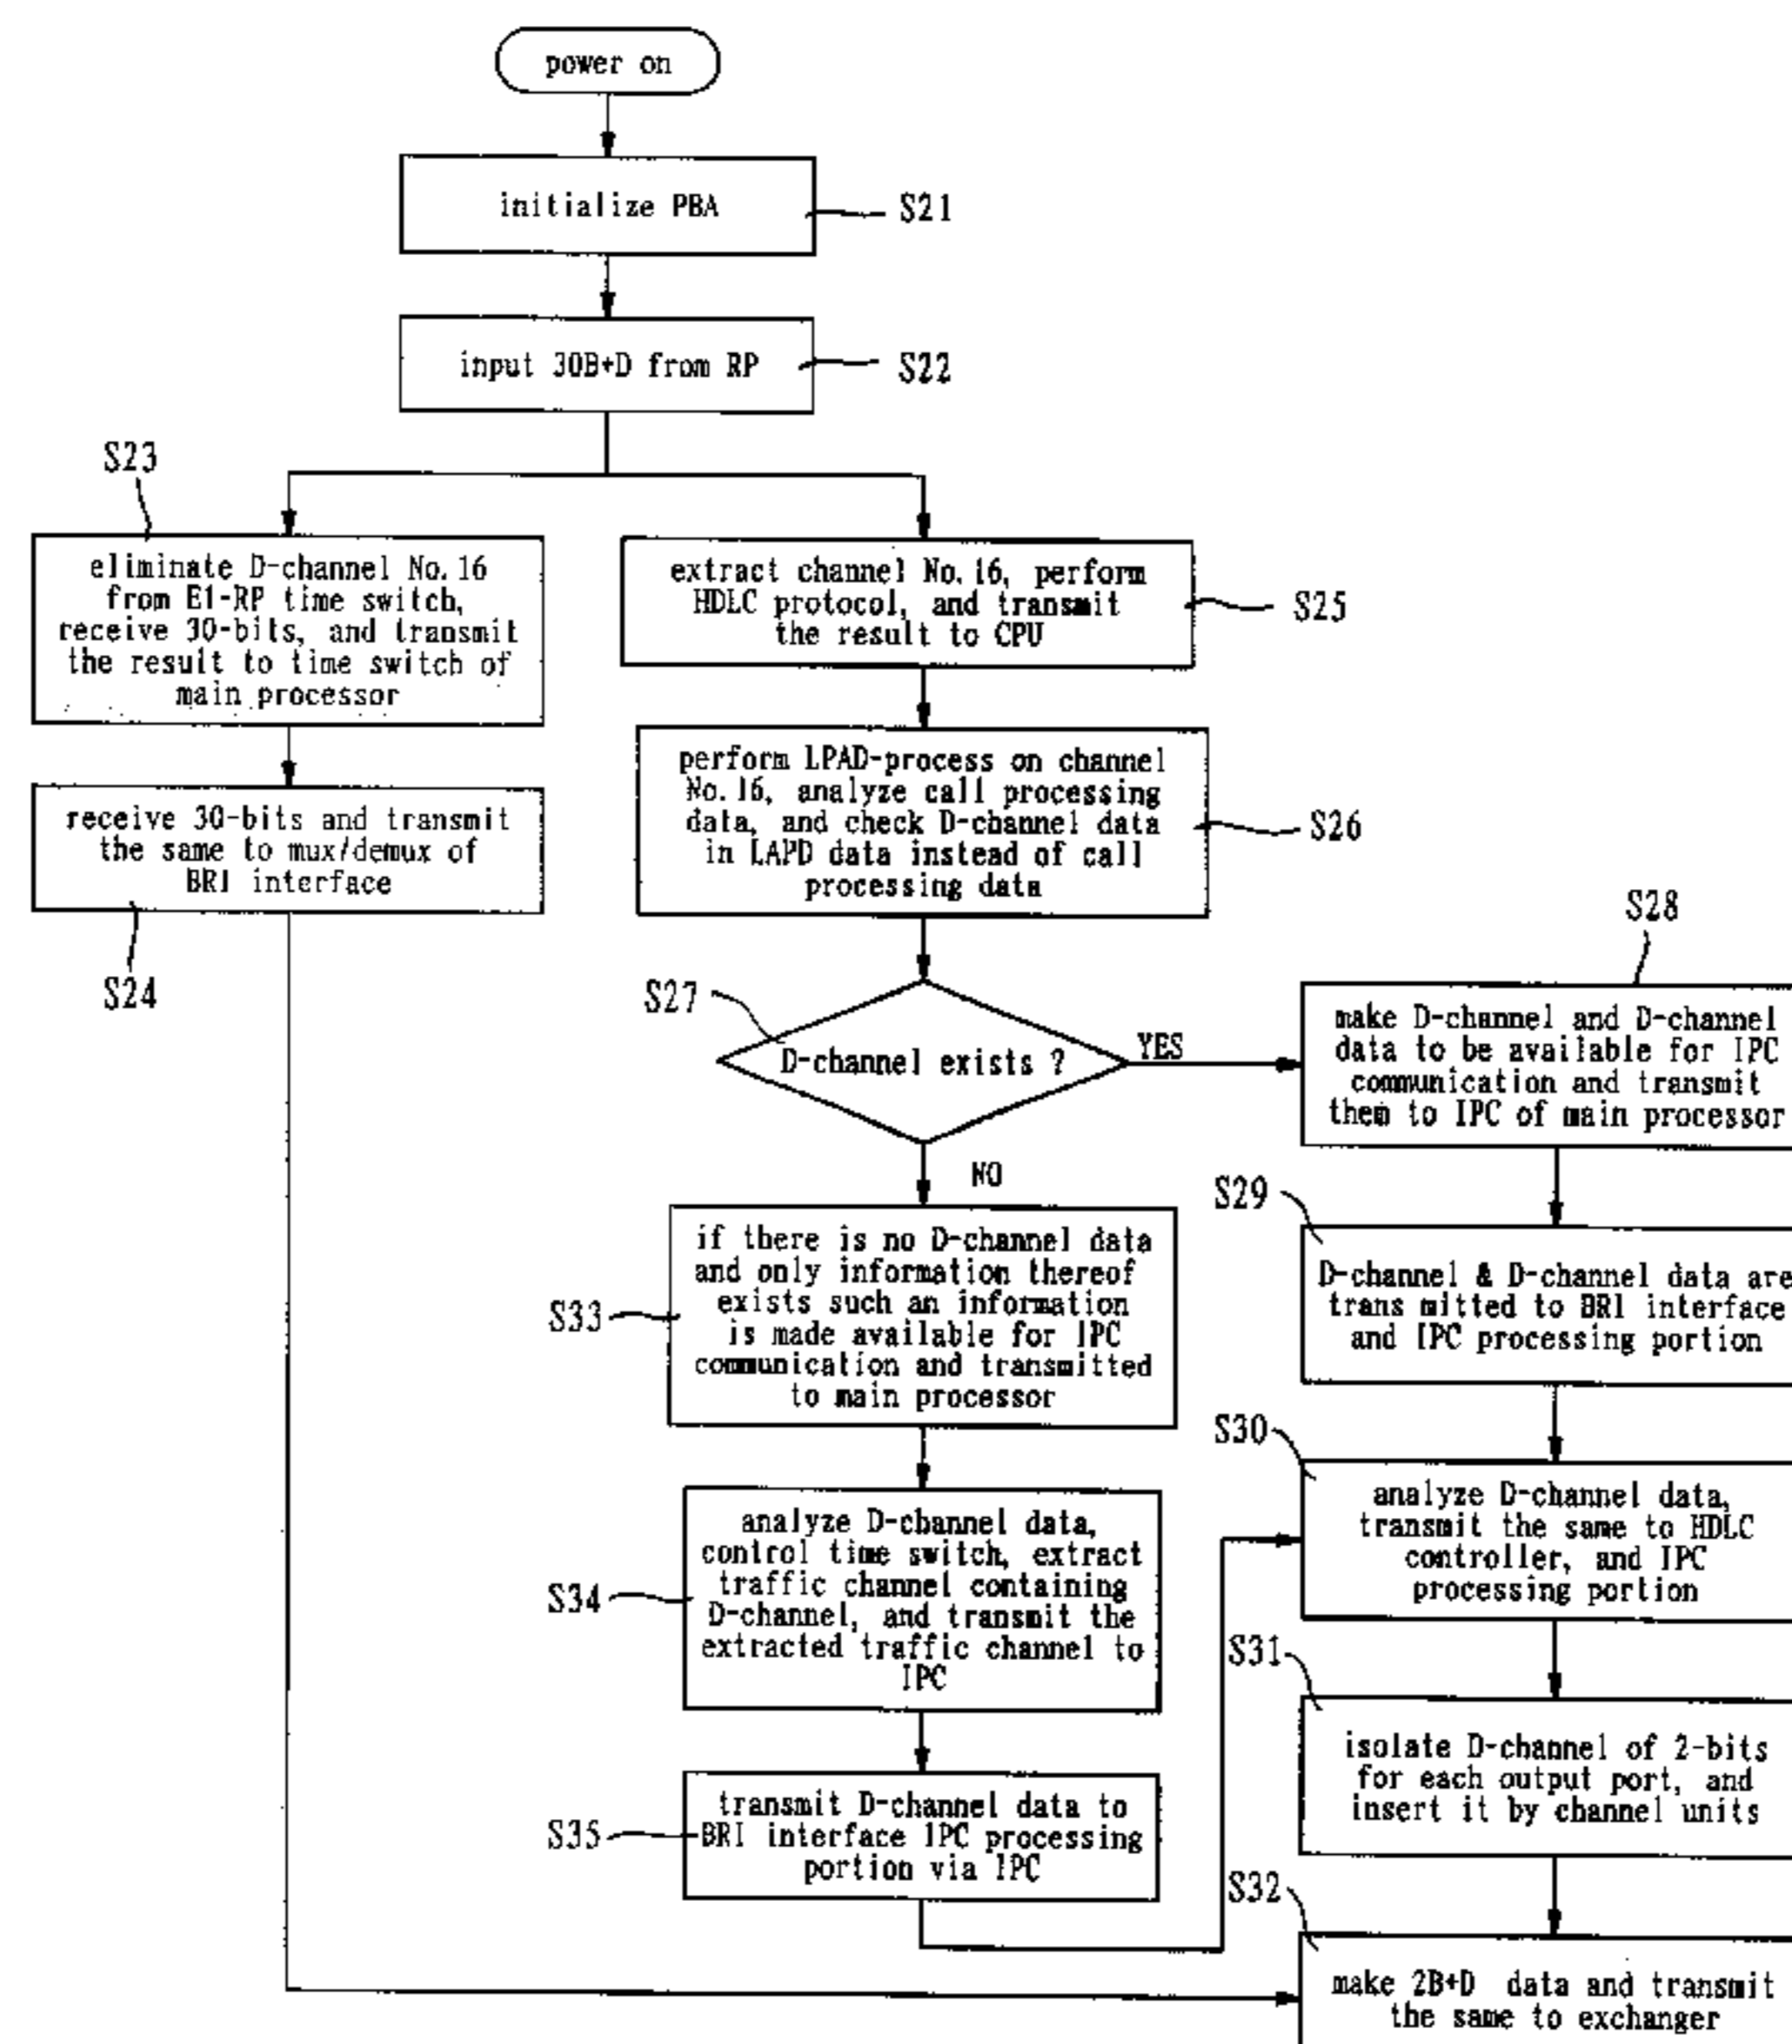 power on
initialize PBA
S21
input 30B+D from RP
S22
S23
eliminate D-channel No.16
from E1-RP time switch,
receive 30-bits, and transmit
the result to time switch of
main processor
extract channel No.16, perform
HDLC protocol, and transmit
the result to CPU
S25
receive 30-bits and transmit
the same to mux/demux of
BRI interface
S24
perform LPAD-process on channel
No.16, analyze call processing
data, and check D-channel data
in LAPD data instead of call
processing data
S26
S27
D-channel exists ?
YES
NO
S28
make D-channel and D-channel
data to be available for IPC
communication and transmit
them to IPC of main processor
S29
D-channel & D-channel data are
trans mitted to BRI interface
and IPC processing portion
S33
if there is no D-channel data
and only information thereof
exists such an information
is made available for IPC
communication and transmitted
to main processor
S30
analyze D-channel data,
transmit the same to HDLC
controller, and IPC
processing portion
S34
analyze D-channel data,
control time switch, extract
traffic channel containing
D-channel, and transmit the
extracted traffic channel to
IPC
S31
isolate D-channel of 2-bits
for each output port, and
insert it by channel units
S35
transmit D-channel data to
BRI interface IPC processing
portion via IPC
S32
make 2B+D data and transmit
the same to exchanger